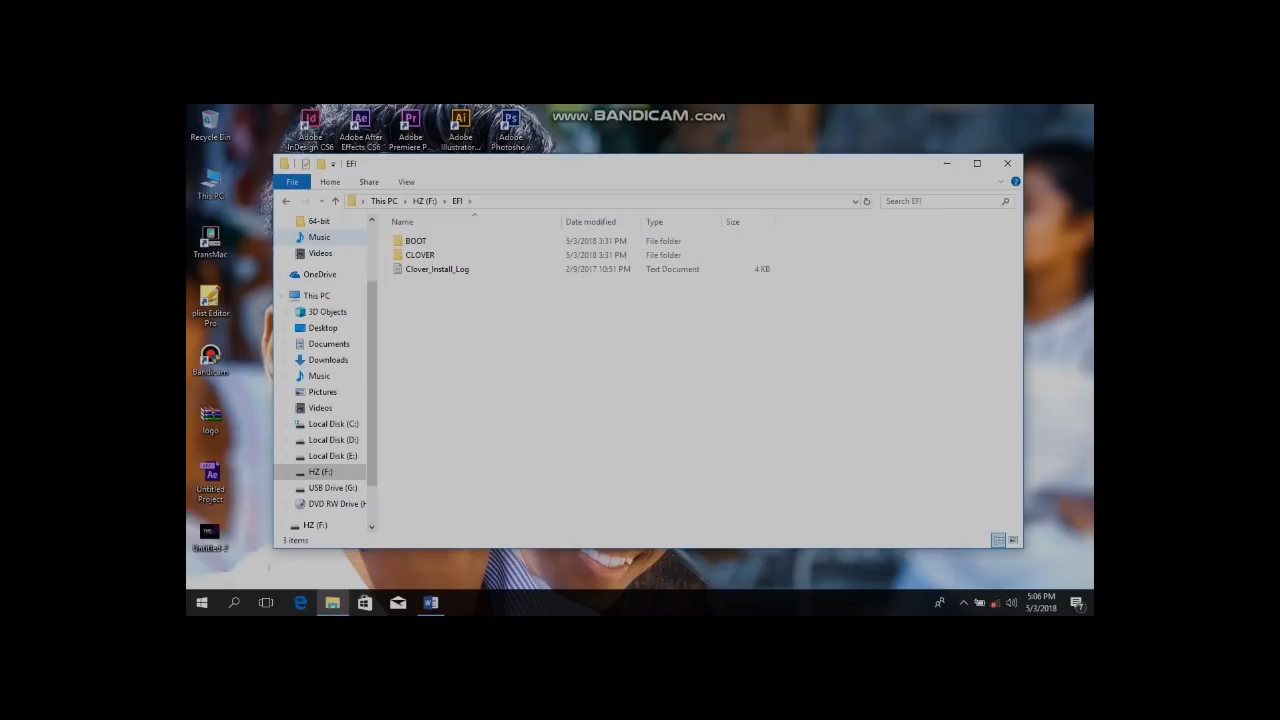 WWW.BANDICAM.COM
Recycle Bin
Adobe InDesign CS6
Adobe After Effects CS6
Adobe Premiere P...
Adobe Illustrator...
Adobe Photosho...
This PC
TransMac
plist Editor Pro
Bandicam
logo
Untitled Project
Untitled-2
EFI
File Home Share View
This PC > HZ (F:) > EFI >
Search EFI
Name Date modified Type Size
BOOT 5/3/2018 3:31 PM File folder
CLOVER 5/3/2018 3:31 PM File folder
Clover_Install_Log 2/9/2017 10:51 PM Text Document 4 KB
64-bit
Music
Videos
OneDrive
This PC
3D Objects
Desktop
Documents
Downloads
Music
Pictures
Videos
Local Disk (C:)
Local Disk (D:)
Local Disk (E:)
HZ (F:)
USB Drive (G:)
DVD RW Drive (H
HZ (F:)
3 items
5:06 PM
5/3/2018